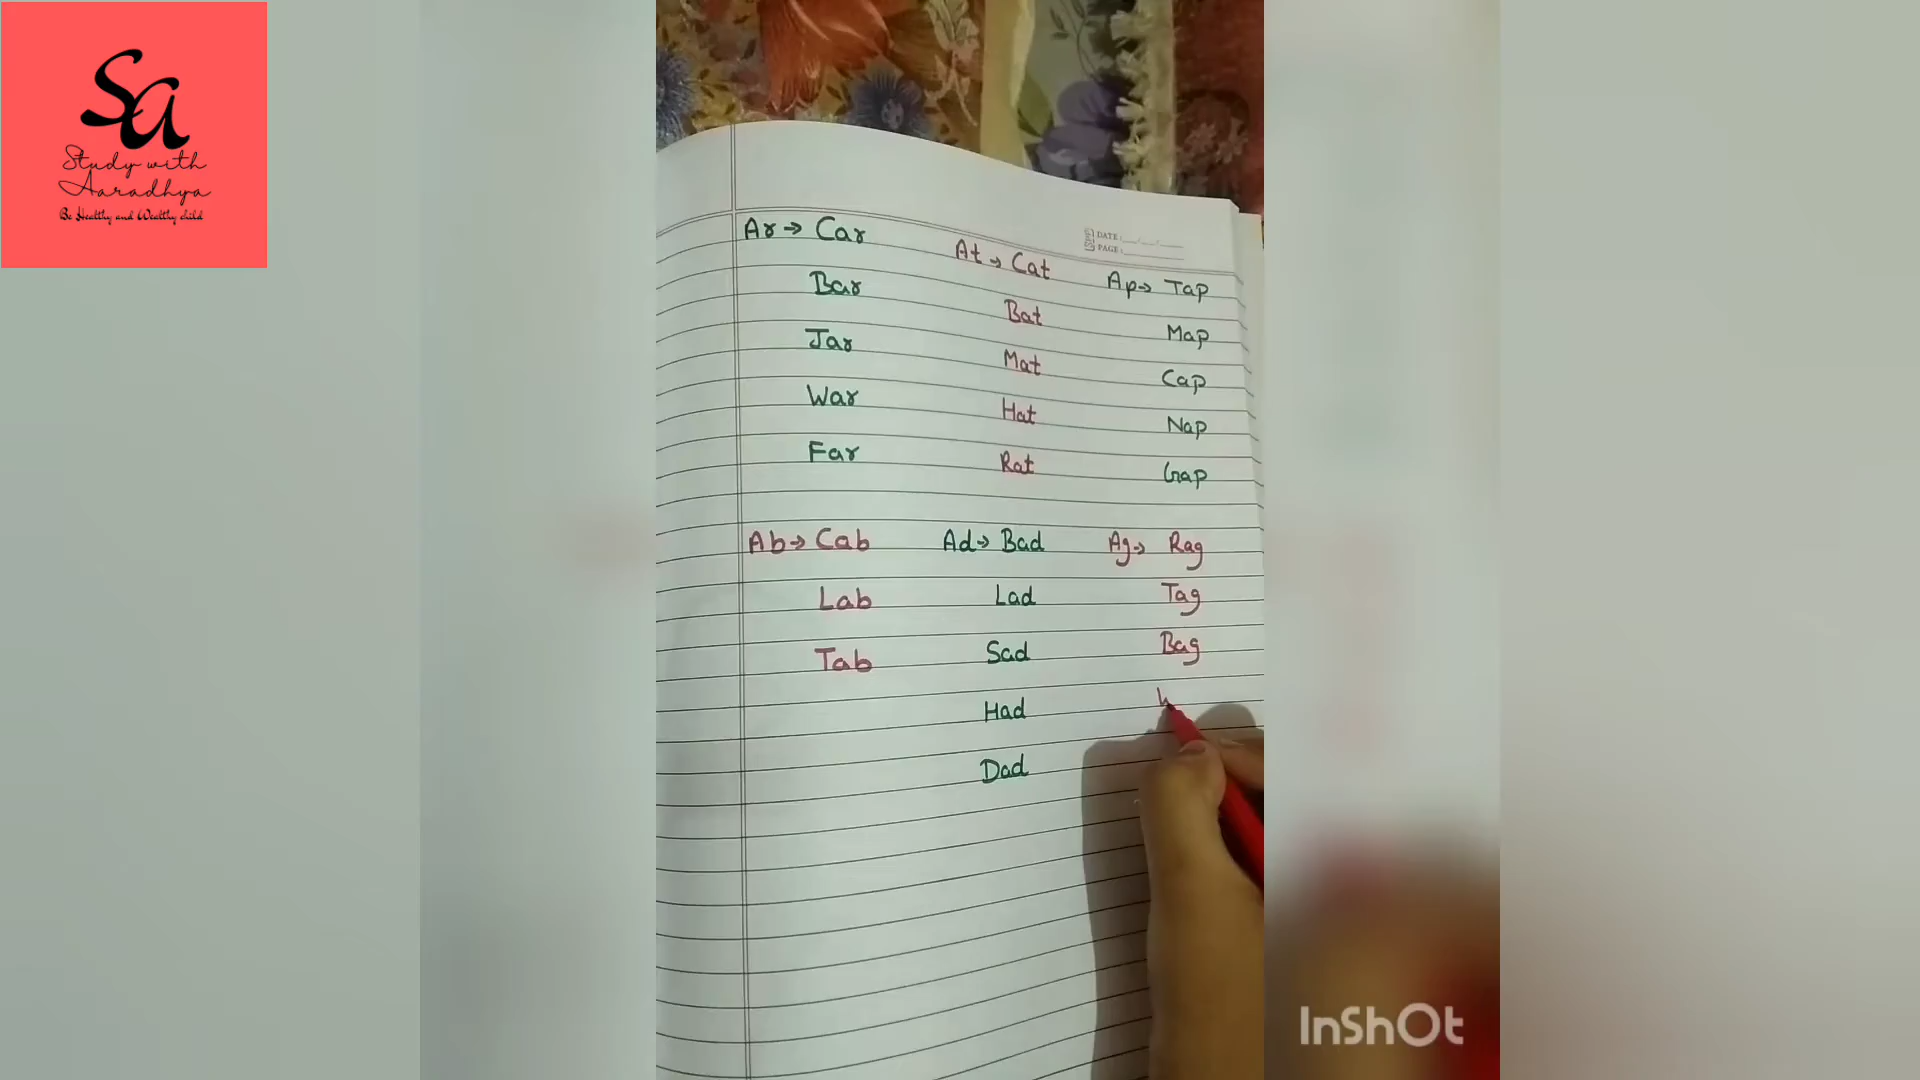 Sa
Study with
Aaradhya
Be Healthy and Wealthy child
DATE :
PAGE :
Ar → Car
Bar
Jar
War
Far
At → Cat
Bat
Mat
Hat
Rat
Ap → Tap
Map
Cap
Nap
Gap
Ab → Cab
Lab
Tab
Ad → Bad
Lad
Sad
Had
Dad
Ag → Rag
Tag
Bag
InShOt